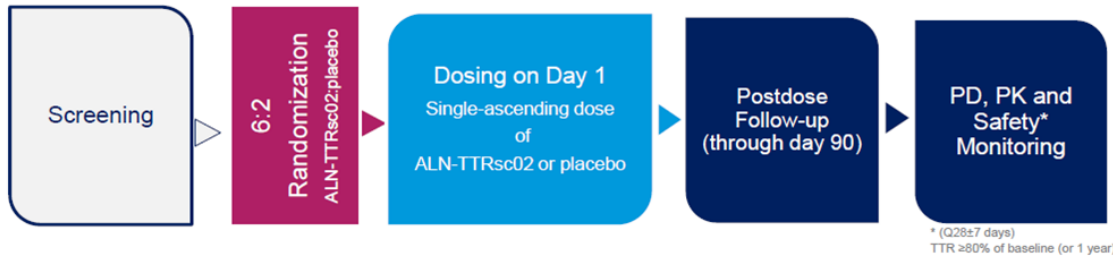 Screening
6:2
Randomization
ALN-TTRsc02:placebo
Dosing on Day 1
Single-ascending dose
of
ALN-TTRsc02 or placebo
Postdose
Follow-up
(through day 90)
PD, PK and
Safety*
Monitoring
* (Q28±7 days)
TTR ≥80% of baseline (or 1 year)